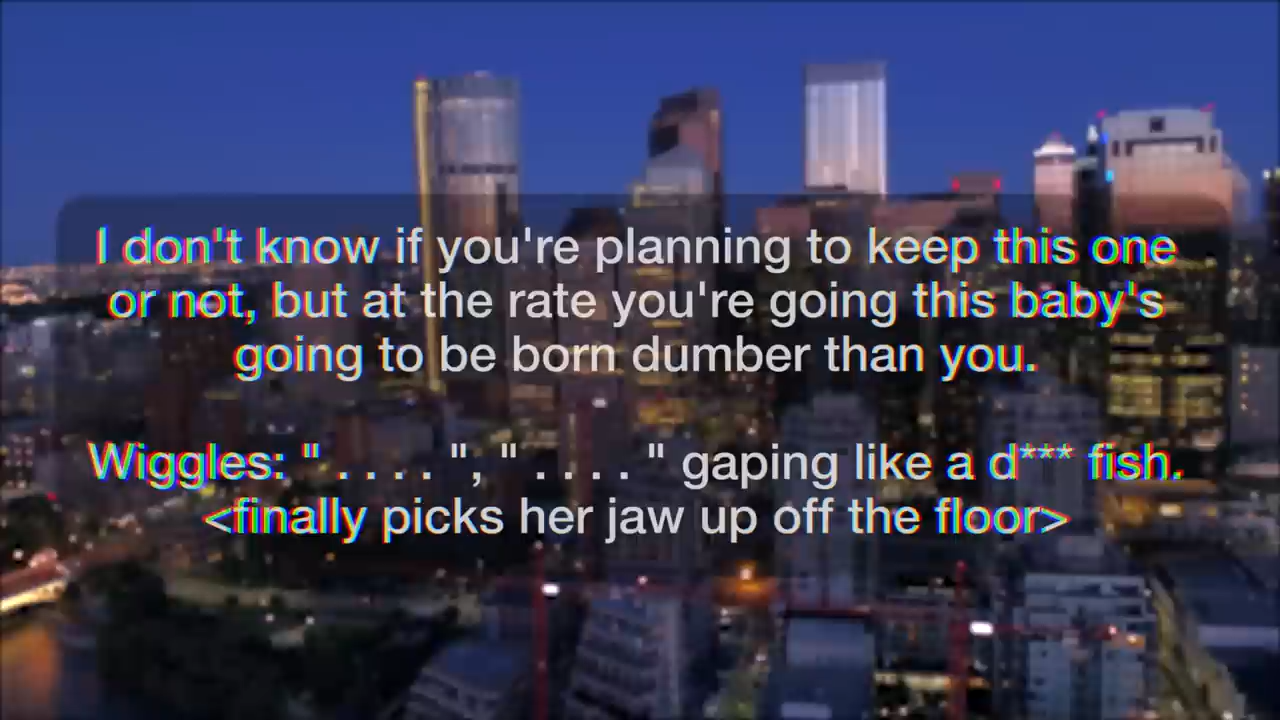 I don't know if you're planning to keep this one
or not, but at the rate you're going this baby's
going to be born dumber than you.
Wiggles: " . . . . ", " . . . . " gaping like a d*** fish.
<finally picks her jaw up off the floor>